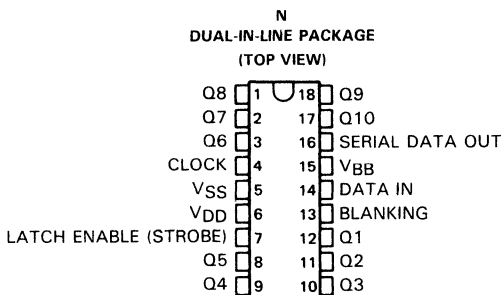 N
DUAL-IN-LINE PACKAGE
(TOP VIEW)
Q8 1 18 Q9
Q7 2 17 Q10
Q6 3 16 SERIAL DATA OUT
CLOCK 4 15 VBB
VSS 5 14 DATA IN
VDD 6 13 BLANKING
LATCH ENABLE (STROBE) 7 12 Q1
Q5 8 11 Q2
Q4 9 10 Q3